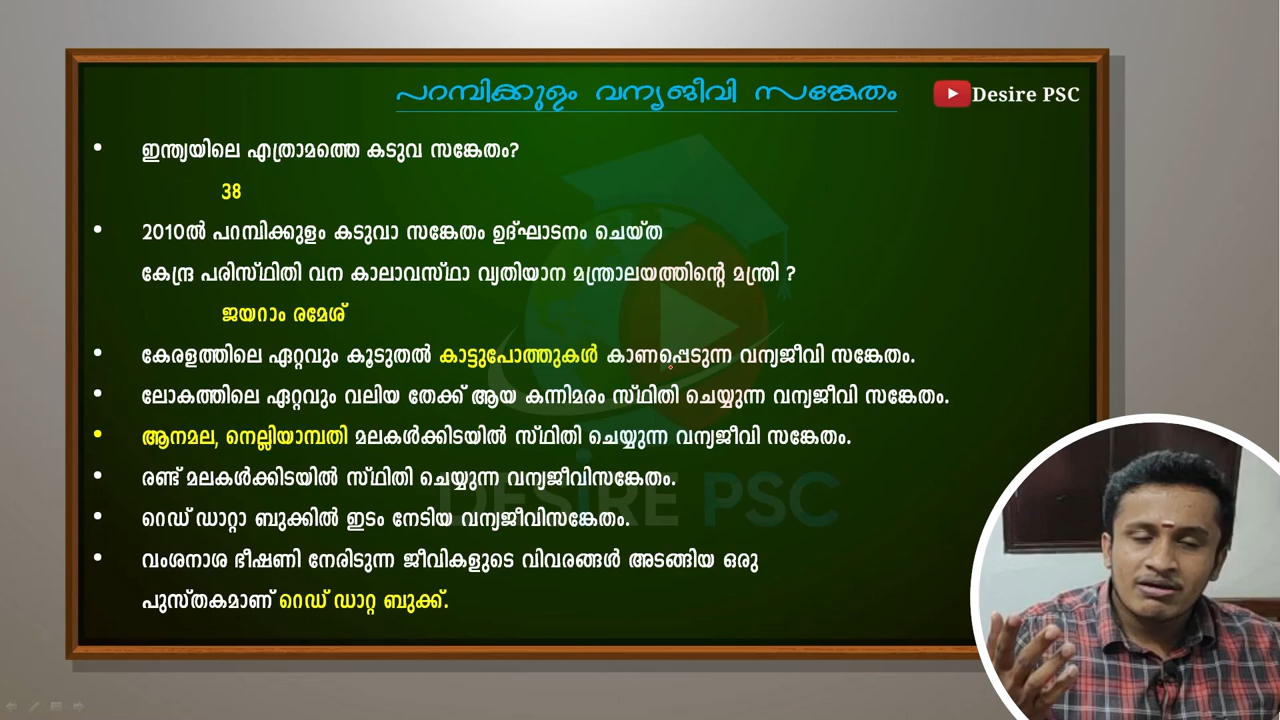 പറമ്പിക്കുളം വന്യജീവി സങ്കേതം
Desire PSC
• ഇന്ത്യയിലെ എത്രാമത്തെ കടുവ സങ്കേതം?
38
• 2010ൽ പറമ്പിക്കുളം കടുവാ സങ്കേതം ഉദ്ഘാടനം ചെയ്ത
കേന്ദ്ര പരിസ്ഥിതി വന കാലാവസ്ഥാ വ്യതിയാന മന്ത്രാലയത്തിന്റെ മന്ത്രി ?
ജയറാം രമേശ്
• കേരളത്തിലെ ഏറ്റവും കൂടുതൽ കാട്ടുപോത്തുകൾ കാണപ്പെടുന്ന വന്യജീവി സങ്കേതം.
• ലോകത്തിലെ ഏറ്റവും വലിയ തേക്ക് ആയ കന്നിമരം സ്ഥിതി ചെയ്യുന്ന വന്യജീവി സങ്കേതം.
• ആനമല, നെല്ലിയാമ്പതി മലകൾക്കിടയിൽ സ്ഥിതി ചെയ്യുന്ന വന്യജീവി സങ്കേതം.
• രണ്ട് മലകൾക്കിടയിൽ സ്ഥിതി ചെയ്യുന്ന വന്യജീവിസങ്കേതം.
• റെഡ് ഡാറ്റാ ബുക്കിൽ ഇടം നേടിയ വന്യജീവിസങ്കേതം.
• വംശനാശ ഭീഷണി നേരിടുന്ന ജീവികളുടെ വിവരങ്ങൾ അടങ്ങിയ ഒരു
പുസ്തകമാണ് റെഡ് ഡാറ്റ ബുക്ക്.
DESIRE PSC